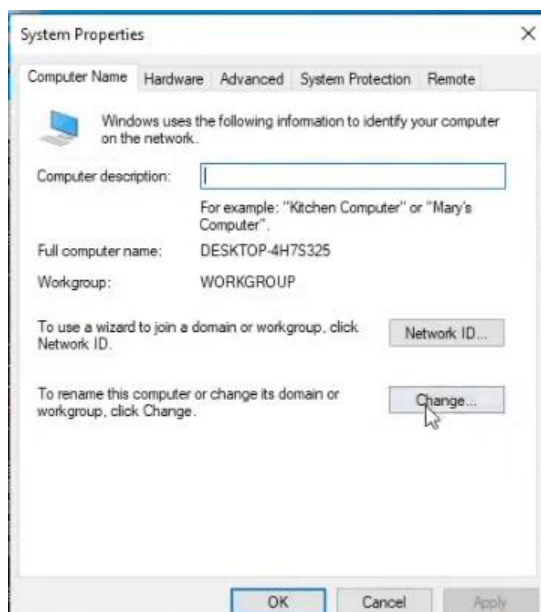 System Properties
Computer Name Hardware Advanced System Protection Remote
Windows uses the following information to identify your computer
on the network.
Computer description:
For example: "Kitchen Computer" or "Mary's
Computer".
Full computer name: DESKTOP-4H7S325
Workgroup: WORKGROUP
To use a wizard to join a domain or workgroup, click
Network ID.
Network ID...
To rename this computer or change its domain or
workgroup, click Change.
Change...
OK Cancel Apply